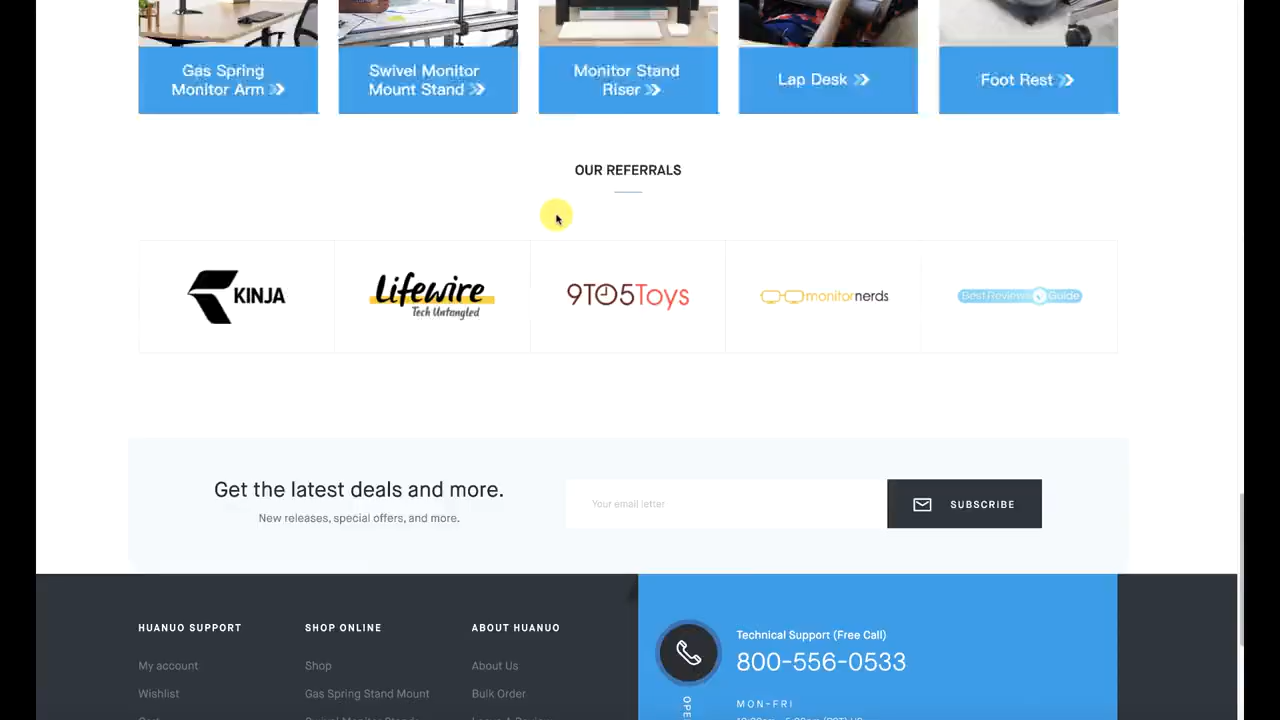 Gas Spring
Monitor Arm
Swivel Monitor
Mount Stand
Monitor Stand
Riser
Lap Desk
Foot Rest
OUR REFERRALS
KINJA
Lifewire
Tech Untangled
9TO5Toys
monitornerds
Best Reviews Guide
Get the latest deals and more.
New releases, special offers, and more.
Your email letter
SUBSCRIBE
HUANUO SUPPORT
SHOP ONLINE
ABOUT HUANUO
My account
Shop
About Us
Wishlist
Gas Spring Stand Mount
Bulk Order
Technical Support (Free Call)
800-556-0533
MON-FRI